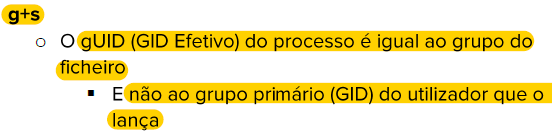 g+s
O gUID (GID Efetivo) do processo é igual ao grupo do
ficheiro
E não ao grupo primário (GID) do utilizador que o
lança